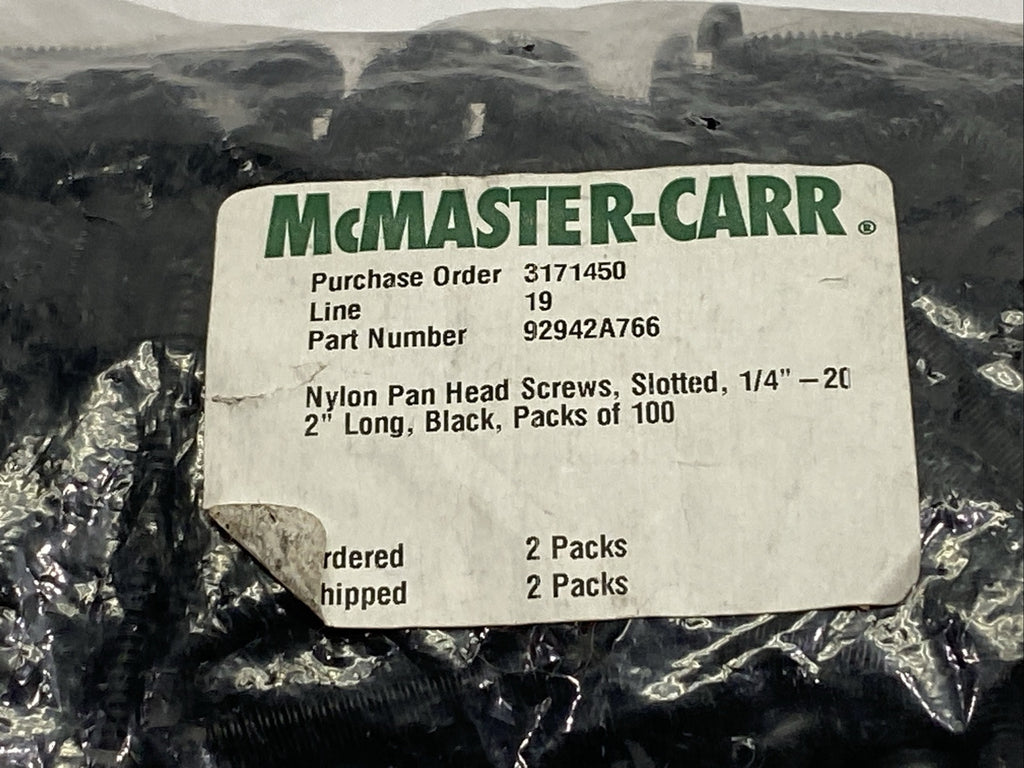 McMASTER-CARR®
Purchase Order 3171450
Line 19
Part Number 92942A766
Nylon Pan Head Screws, Slotted, 1/4" – 20
2" Long, Black, Packs of 100
rdered 2 Packs
hipped 2 Packs